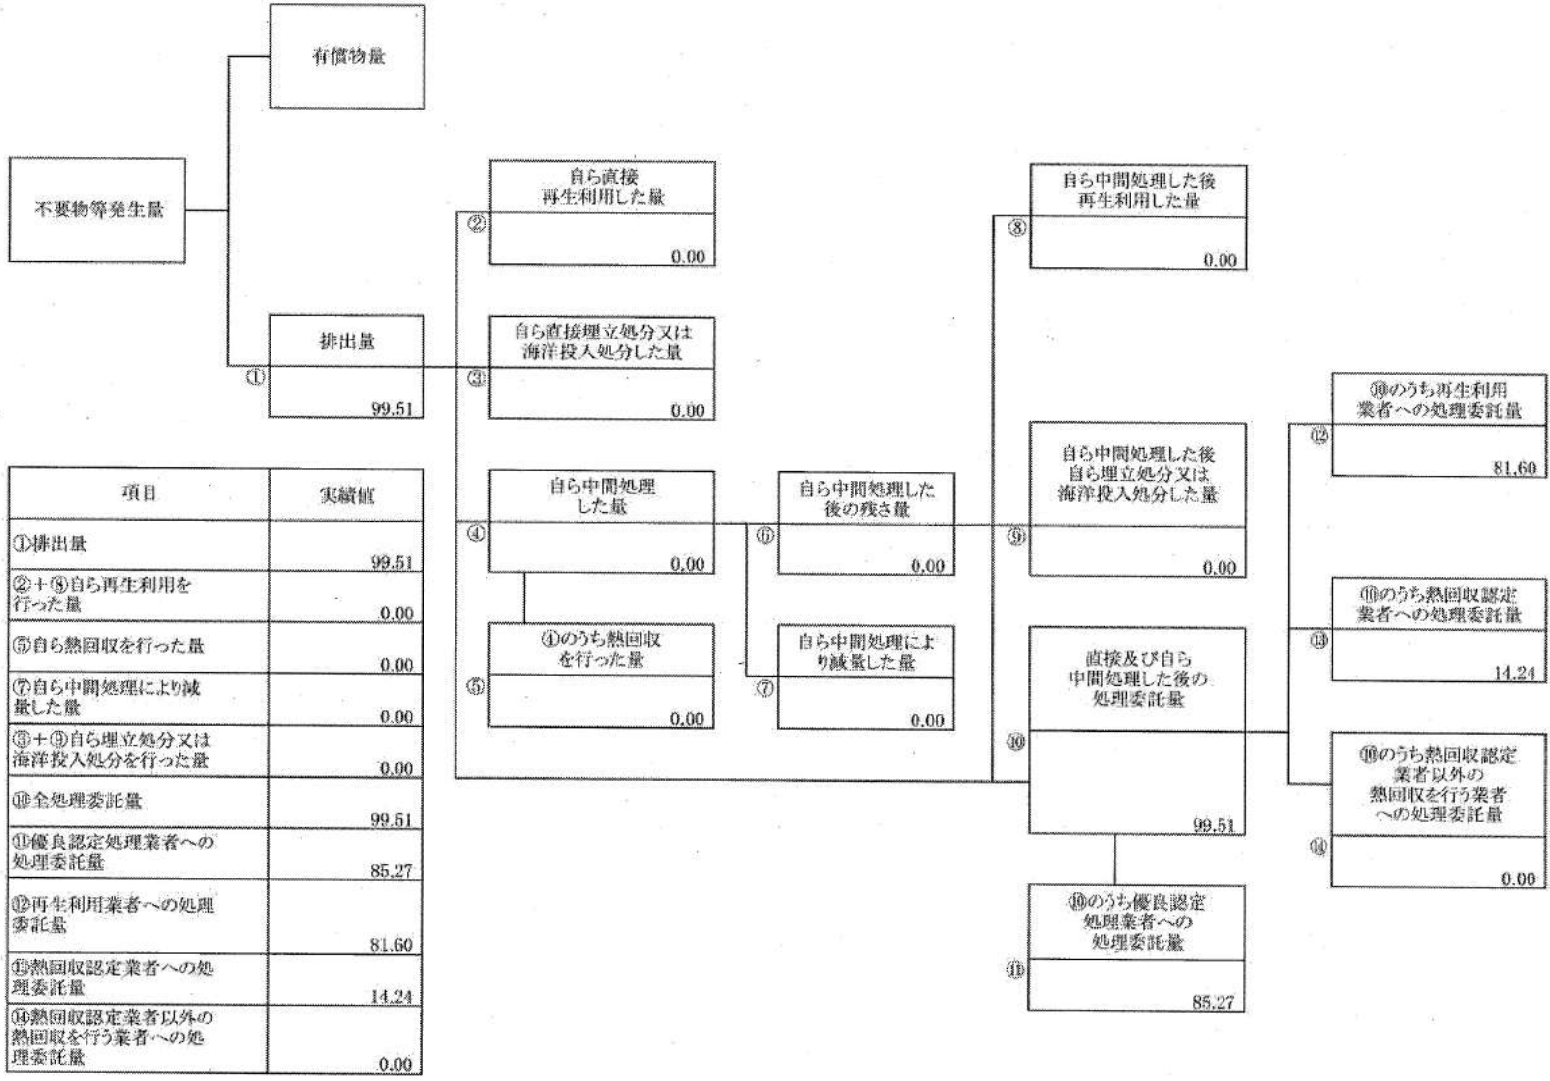 有償物量
不要物等発生量
排出量
①
99.51
自ら直接
再生利用した量
②
0.00
自ら直接埋立処分又は
海洋投入処分した量
③
0.00
自ら中間処理
した量
④
0.00
④のうち熱回収
を行った量
⑤
0.00
自ら中間処理した
後の残さ量
⑥
0.00
自ら中間処理によ
り減量した量
⑦
0.00
自ら中間処理した後
再生利用した量
⑧
0.00
自ら中間処理した後
自ら埋立処分又は
海洋投入処分した量
⑨
0.00
直接及び自ら
中間処理した後の
処理委託量
⑩
99.51
⑩のうち優良認定
処理業者への
処理委託量
⑪
85.27
⑩のうち再生利用
業者への処理委託量
⑫
81.60
⑩のうち熱回収認定
業者への処理委託量
⑬
14.24
⑩のうち熱回収認定
業者以外の
熱回収を行う業者
への処理委託量
⑭
0.00
項目 実績値
①排出量 99.51
②+⑧自ら再生利用を
行った量 0.00
⑤自ら熱回収を行った量 0.00
⑦自ら中間処理により減
量した量 0.00
③+⑨自ら埋立処分又は
海洋投入処分を行った量 0.00
⑩全処理委託量 99.51
⑪優良認定処理業者への
処理委託量 85.27
⑫再生利用業者への処理
委託量 81.60
⑬熱回収認定業者への処
理委託量 14.24
⑭熱回収認定業者以外の
熱回収を行う業者への処
理委託量 0.00